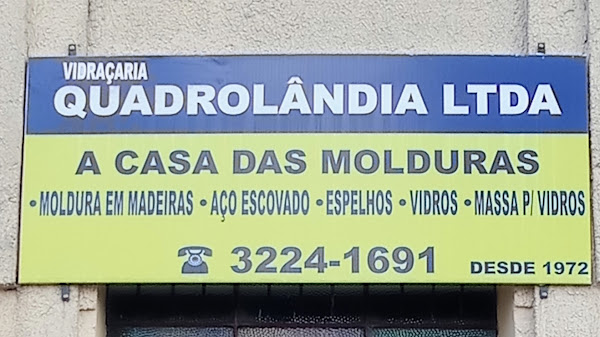 VIDRAÇARIA
QUADROLÂNDIA LTDA
A CASA DAS MOLDURAS
• MOLDURA EM MADEIRAS • AÇO ESCOVADO • ESPELHOS • VIDROS • MASSA P/ VIDROS
☎ 3224-1691 DESDE 1972